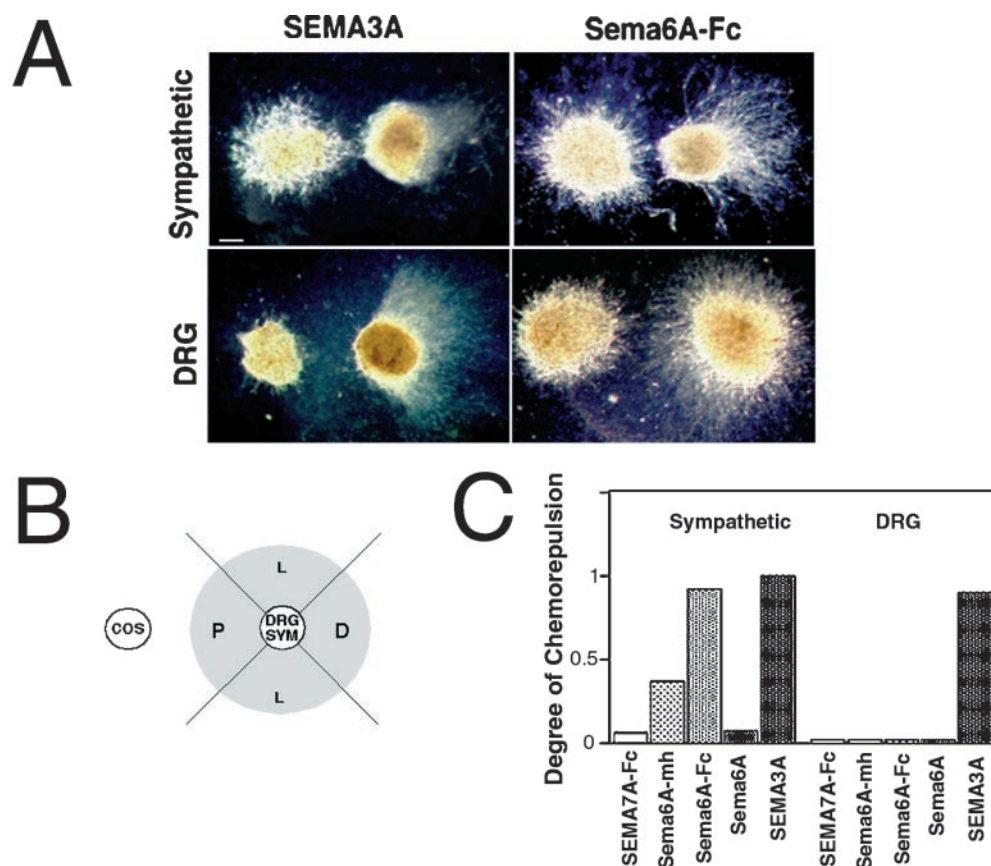 A
SEMA3A
Sema6A-Fc
Sympathetic
DRG
B
COS
L
P
DRG
SYM
D
L
C
Degree of Chemorepulsion
Sympathetic
DRG
1
0.5
0
SEMA7A-Fc
Sema6A-mh
Sema6A-Fc
Sema6A
SEMA3A
SEMA7A-Fc
Sema6A-mh
Sema6A-Fc
Sema6A
SEMA3A